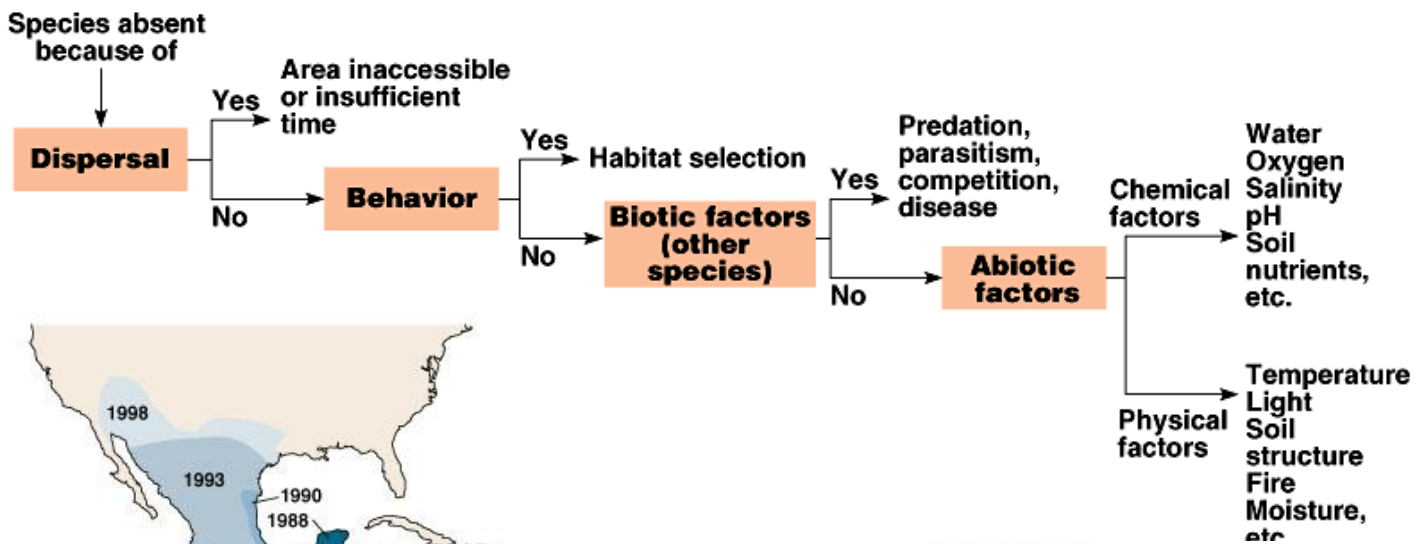 Species absent
because of
Dispersal
Yes
Area inaccessible
or insufficient
time
No
Behavior
Yes
Habitat selection
No
Biotic factors
(other
species)
Yes
Predation,
parasitism,
competition,
disease
No
Abiotic
factors
Chemical
factors
Water
Oxygen
Salinity
pH
Soil
nutrients,
etc.
Physical
factors
Temperature
Light
Soil
structure
Fire
Moisture,
etc
1998
1993
1990
1988